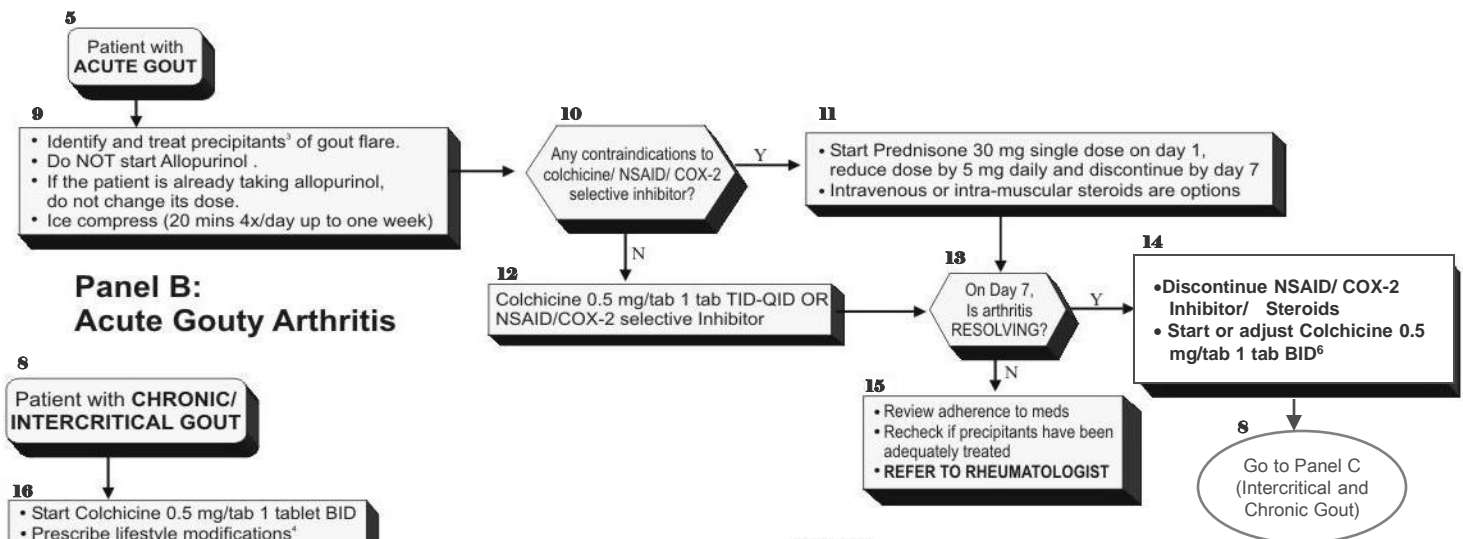 5
Patient with
ACUTE GOUT
9
• Identify and treat precipitants³ of gout flare.
• Do NOT start Allopurinol .
• If the patient is already taking allopurinol,
do not change its dose.
• Ice compress (20 mins 4x/day up to one week)
10
Any contraindications to
colchicine/ NSAID/ COX-2
selective inhibitor?
Y
N
11
• Start Prednisone 30 mg single dose on day 1,
reduce dose by 5 mg daily and discontinue by day 7
• Intravenous or intra-muscular steroids are options
12
Colchicine 0.5 mg/tab 1 tab TID-QID OR
NSAID/COX-2 selective Inhibitor
13
On Day 7,
Is arthritis
RESOLVING?
Y
N
14
•Discontinue NSAID/ COX-2
Inhibitor/ Steroids
• Start or adjust Colchicine 0.5
mg/tab 1 tab BID⁶
15
• Review adherence to meds
• Recheck if precipitants have been
adequately treated
• REFER TO RHEUMATOLOGIST
8
Go to Panel C
(Intercritical and
Chronic Gout)
Panel B:
Acute Gouty Arthritis
8
Patient with CHRONIC/
INTERCRITICAL GOUT
16
• Start Colchicine 0.5 mg/tab 1 tablet BID
• Prescribe lifestyle modifications⁴